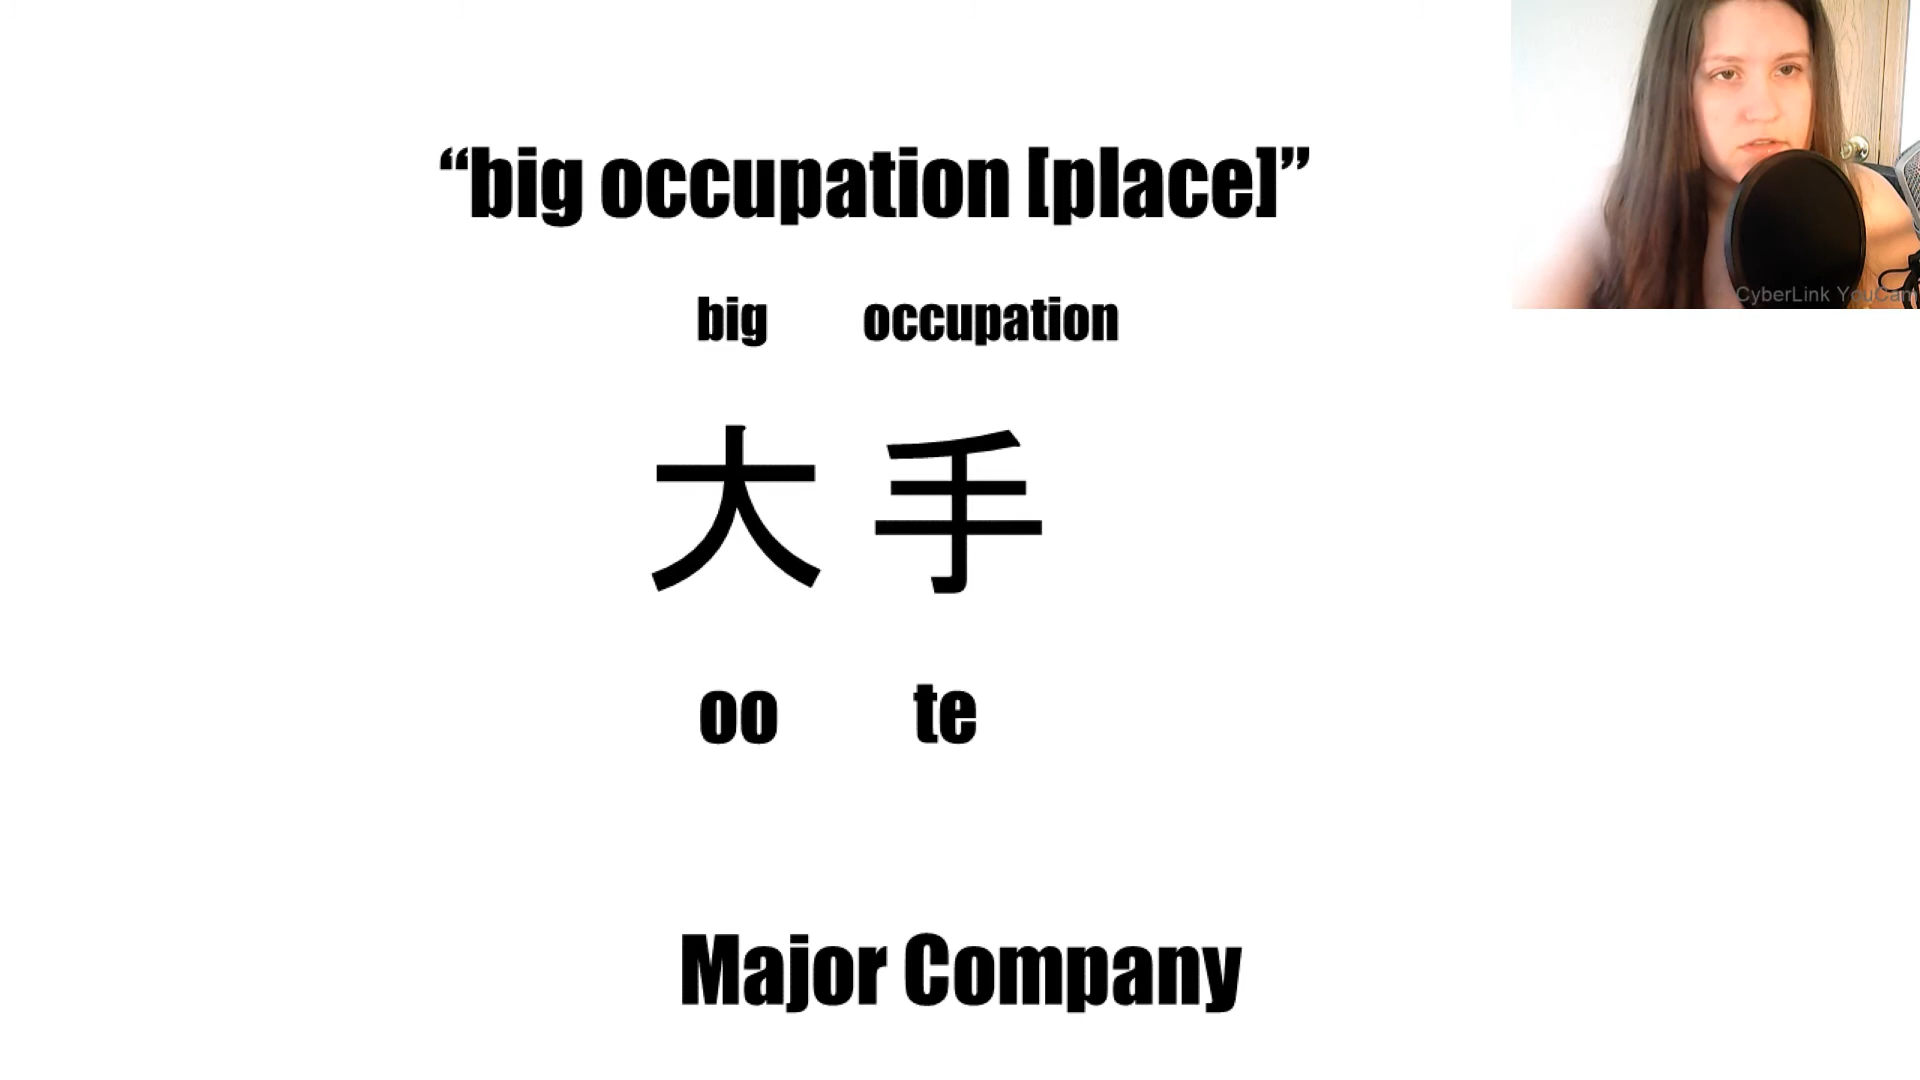 “big occupation [place]”
big occupation
大 手
oo te
Major Company
CyberLink YouCam